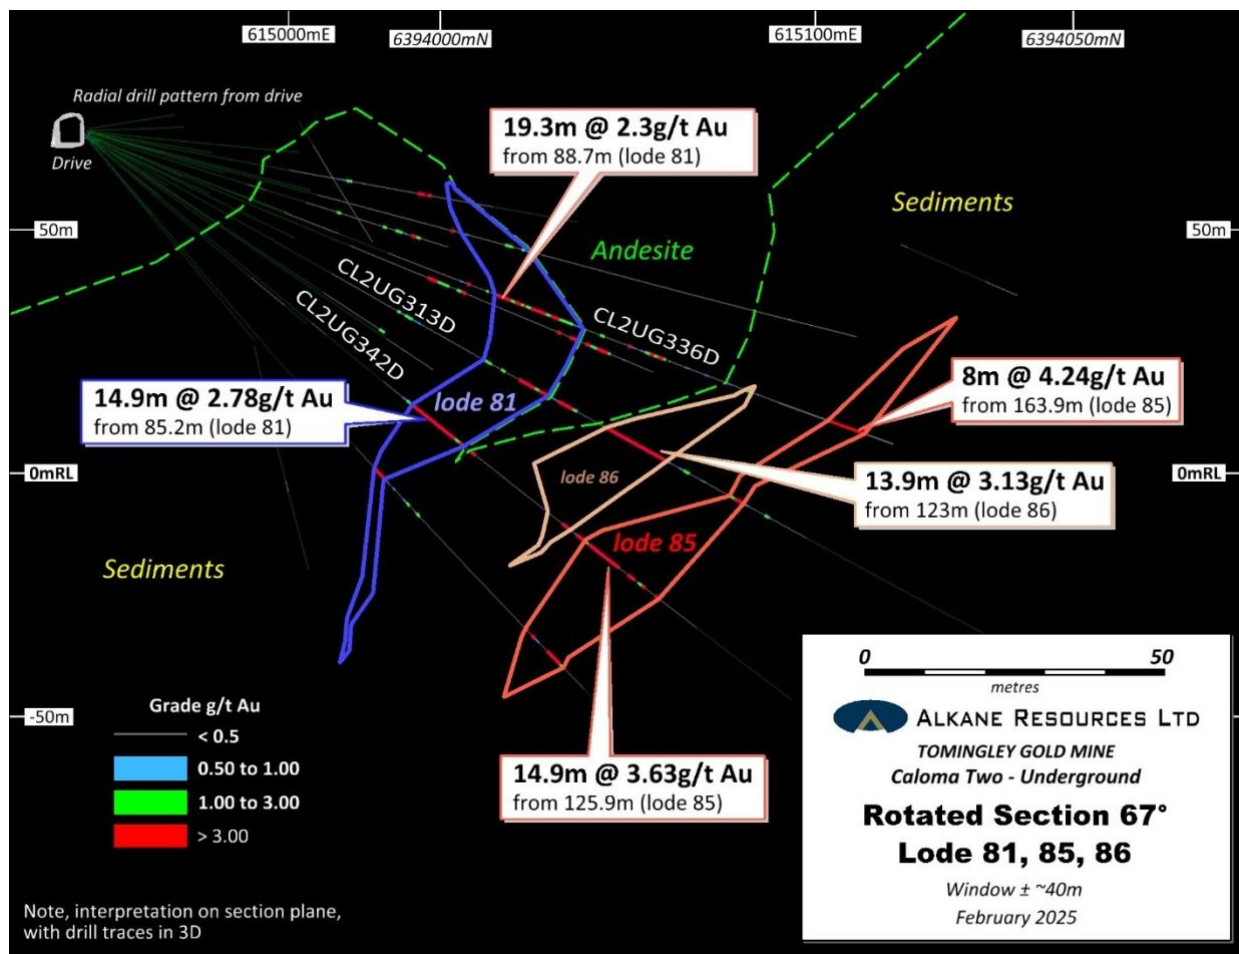 615000mE
6394000mN
615100mE
6394050mN
Radial drill pattern from drive
Drive
19.3m @ 2.3g/t Au
from 88.7m (lode 81)
Sediments
50m
50m
Andesite
CL2UG313D
CL2UG342D
CL2UG336D
14.9m @ 2.78g/t Au
from 85.2m (lode 81)
lode 81
8m @ 4.24g/t Au
from 163.9m (lode 85)
0mRL
0mRL
lode 86
13.9m @ 3.13g/t Au
from 123m (lode 86)
lode 85
Sediments
-50m
14.9m @ 3.63g/t Au
from 125.9m (lode 85)
Grade g/t Au
< 0.5
0.50 to 1.00
1.00 to 3.00
> 3.00
Note, interpretation on section plane,
with drill traces in 3D
0 50
metres
ALKANE RESOURCES LTD
TOMINGLEY GOLD MINE
Caloma Two - Underground
Rotated Section 67°
Lode 81, 85, 86
Window ± ~40m
February 2025